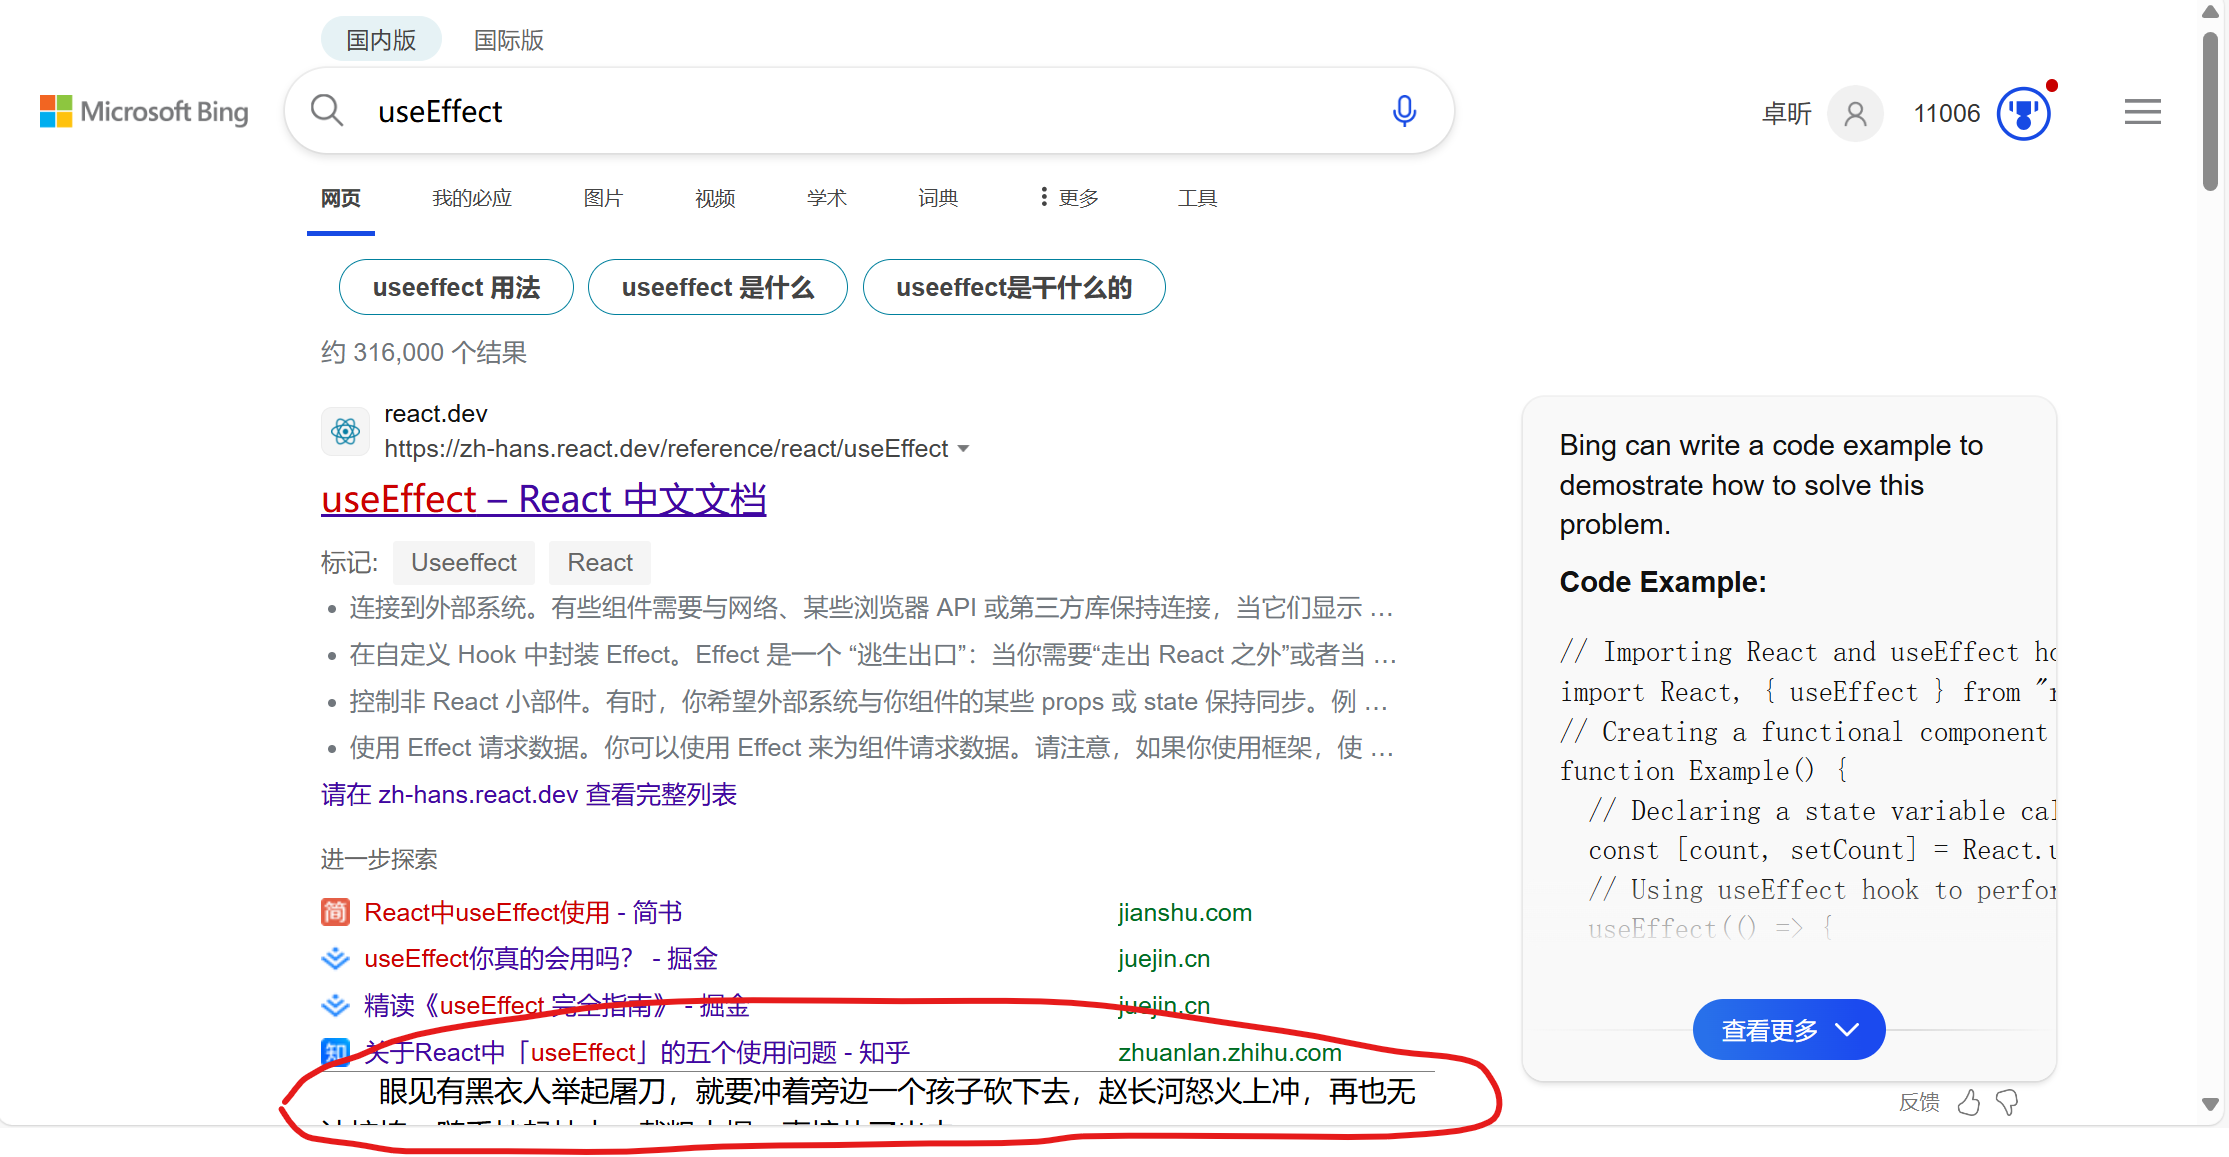 国内版 国际版
Microsoft Bing
useEffect
卓昕 11006
网页 我的必应 图片 视频 学术 词典 更多 工具
useeffect 用法 useeffect 是什么 useeffect是干什么的
约 316,000 个结果
react.dev
https://zh-hans.react.dev/reference/react/useEffect
useEffect – React 中文文档
标记: Useeffect React
连接到外部系统。有些组件需要与网络、某些浏览器 API 或第三方库保持连接，当它们显示 …
在自定义 Hook 中封装 Effect。Effect 是一个 “逃生出口”：当你需要“走出 React 之外”或者当 …
控制非 React 小部件。有时，你希望外部系统与你组件的某些 props 或 state 保持同步。例 …
使用 Effect 请求数据。你可以使用 Effect 来为组件请求数据。请注意，如果你使用框架，使 …
请在 zh-hans.react.dev 查看完整列表
进一步探索
简 React中useEffect使用 - 简书 jianshu.com
useEffect你真的会用吗？ - 掘金 juejin.cn
精读《useEffect 完全指南》 - 掘金 juejin.cn
知 关于React中「useEffect」的五个使用问题 - 知乎 zhuanlan.zhihu.com
眼见有黑衣人举起屠刀，就要冲着旁边一个孩子砍下去，赵长河怒火上冲，再也无
Bing can write a code example to
demostrate how to solve this
problem.
Code Example:
// Importing React and useEffect
import React, { useEffect } from "r
// Creating a functional component
function Example() {
// Declaring a state variable
const [count, setCount] = React.
// Using useEffect hook to
useEffect(() => {
查看更多
反馈